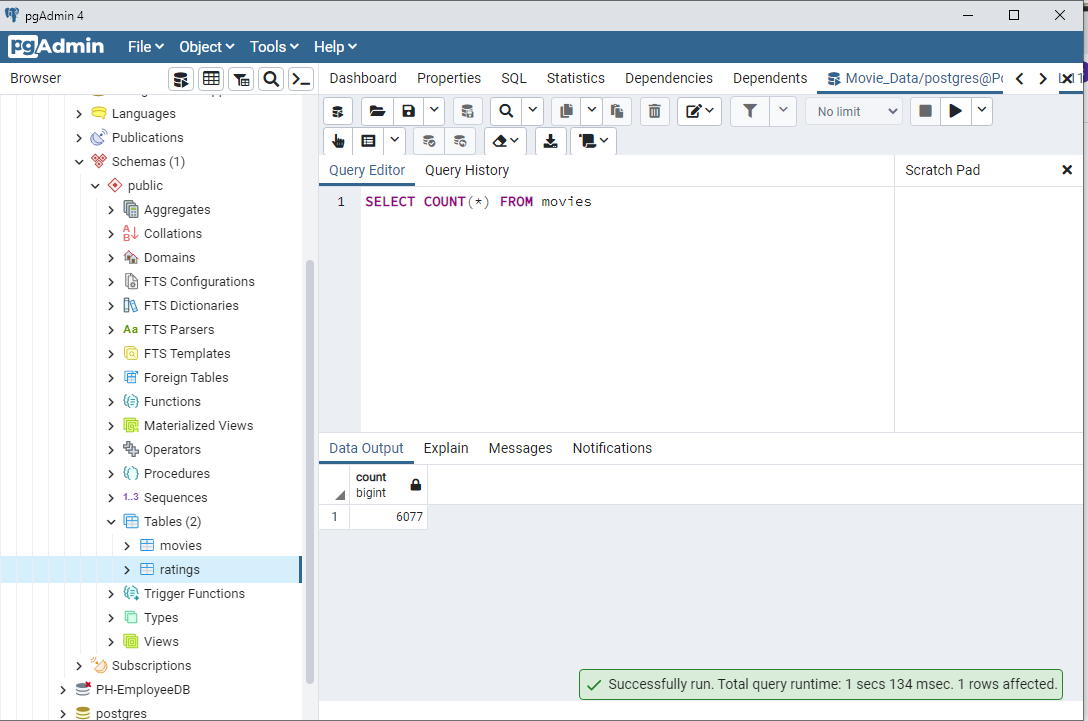 pgAdmin 4
pgAdmin File Object Tools Help
Browser
Dashboard Properties SQL Statistics Dependencies Dependents Movie_Data/postgres@Po
No limit
Languages
Publications
Schemas (1)
public
Aggregates
Collations
Domains
FTS Configurations
FTS Dictionaries
Aa FTS Parsers
FTS Templates
Foreign Tables
Functions
Materialized Views
Operators
Procedures
1..3 Sequences
Tables (2)
movies
ratings
Trigger Functions
Types
Views
Subscriptions
PH-EmployeeDB
postgres
Query Editor Query History
Scratch Pad
1 SELECT COUNT(*) FROM movies
Data Output Explain Messages Notifications
count
bigint
1 6077
Successfully run. Total query runtime: 1 secs 134 msec. 1 rows affected.